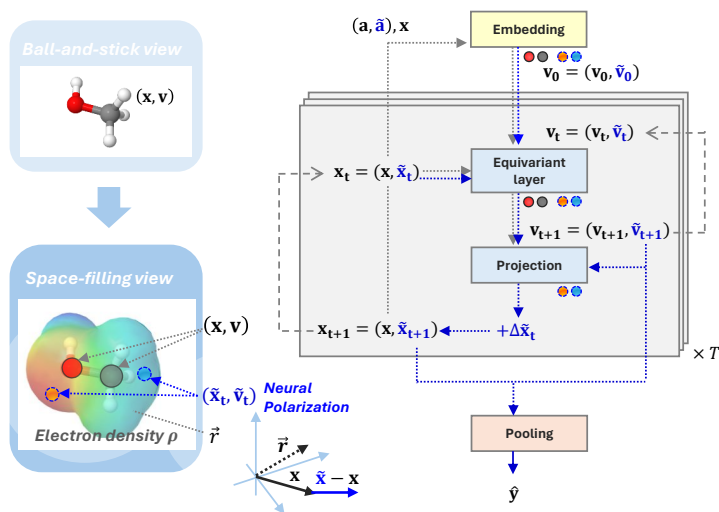 Ball-and-stick view
(x, v)
Space-filling view
(x, v)
(x̃ₜ, ṽₜ)
Electron density ρ
r⃗
Neural
Polarization
r⃗
x
x̃ − x
(a, ã), x
Embedding
v₀ = (v₀, ṽ₀)
vₜ = (vₜ, ṽₜ)
xₜ = (x, x̃ₜ)
Equivariant
layer
vₜ₊₁ = (vₜ₊₁, ṽₜ₊₁)
Projection
xₜ₊₁ = (x, x̃ₜ₊₁)
+Δx̃ₜ
× T
Pooling
ŷ